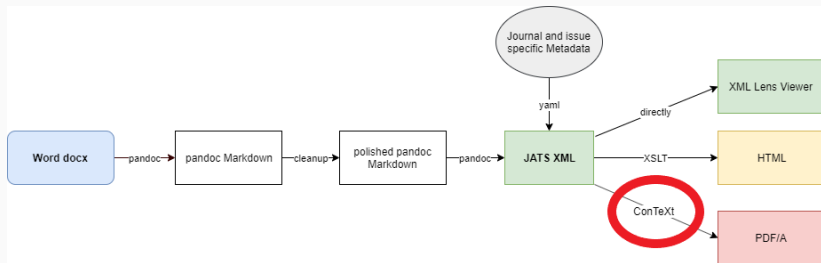 Journal and issue
specific Metadata
yaml
XML Lens Viewer
directly
Word docx
pandoc
pandoc Markdown
cleanup
polished pandoc
Markdown
pandoc
JATS XML
XSLT
HTML
ConTeXt
PDF/A